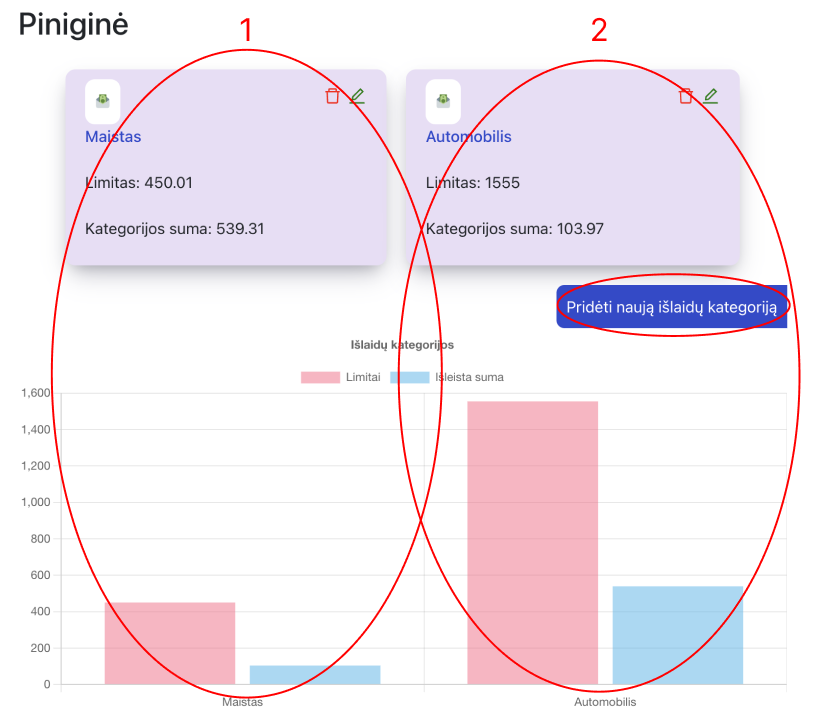 Piniginė
1
2
Maistas
Limitas: 450.01
Kategorijos suma: 539.31
Automobilis
Limitas: 1555
Kategorijos suma: 103.97
Pridėti naują išlaidų kategoriją
Išlaidų kategorijos
Limitai
Išleista suma
1,600
1,400
1,200
1,000
800
600
400
200
0
Maistas
Automobilis